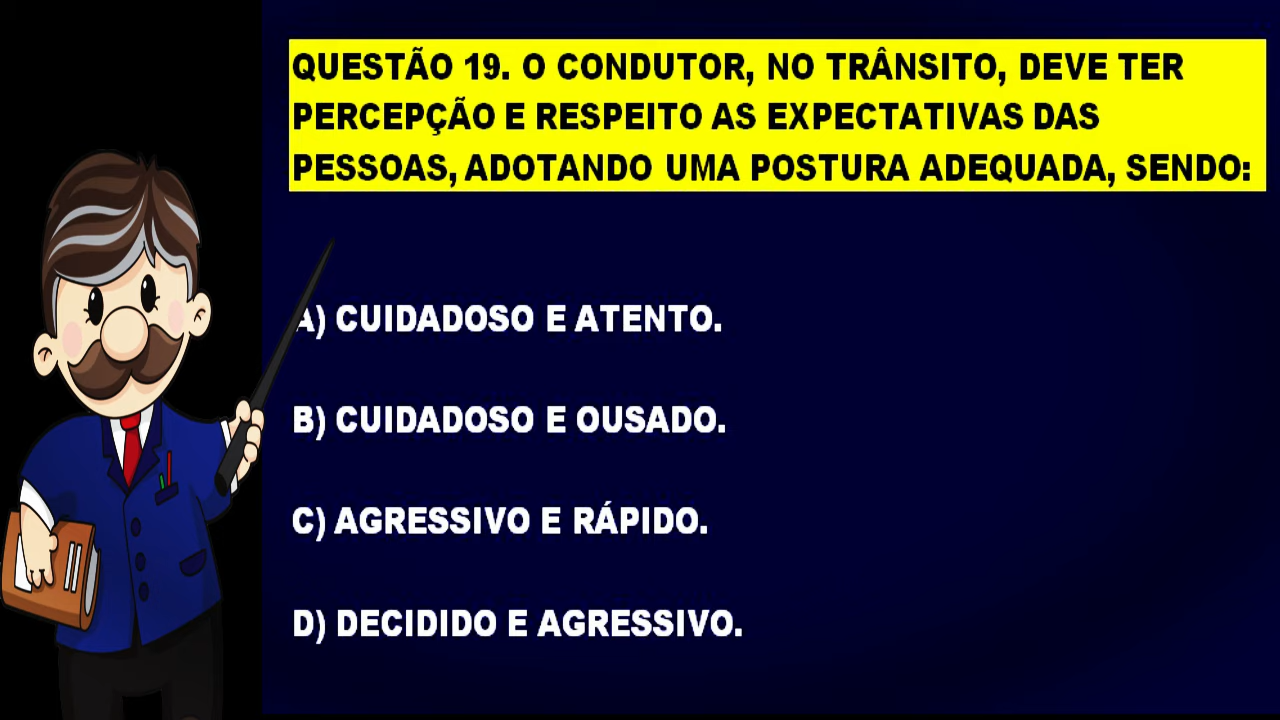 QUESTÃO 19. O CONDUTOR, NO TRÂNSITO, DEVE TER
PERCEPÇÃO E RESPEITO AS EXPECTATIVAS DAS
PESSOAS, ADOTANDO UMA POSTURA ADEQUADA, SENDO:
A) CUIDADOSO E ATENTO.
B) CUIDADOSO E OUSADO.
C) AGRESSIVO E RÁPIDO.
D) DECIDIDO E AGRESSIVO.